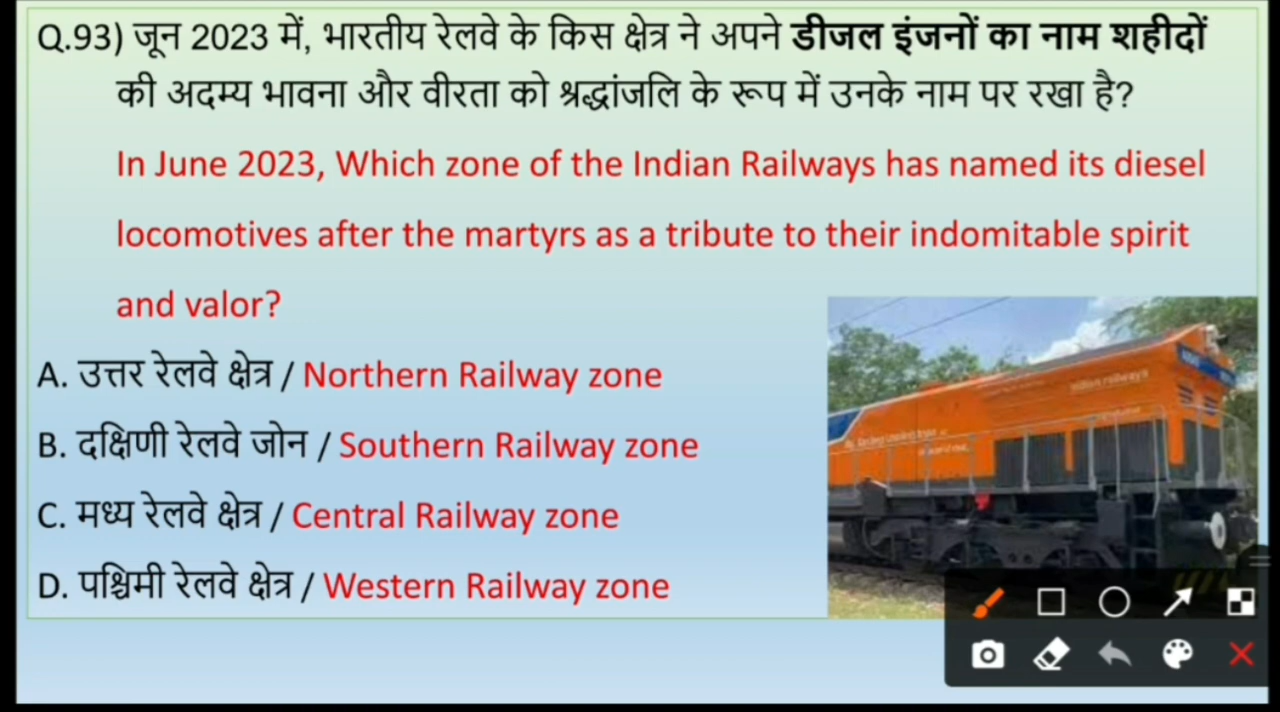 Q.93) जून 2023 में, भारतीय रेलवे के किस क्षेत्र ने अपने डीजल इंजनों का नाम शहीदों
की अदम्य भावना और वीरता को श्रद्धांजलि के रूप में उनके नाम पर रखा है?
In June 2023, Which zone of the Indian Railways has named its diesel
locomotives after the martyrs as a tribute to their indomitable spirit
and valor?
A. उत्तर रेलवे क्षेत्र / Northern Railway zone
B. दक्षिणी रेलवे जोन / Southern Railway zone
C. मध्य रेलवे क्षेत्र / Central Railway zone
D. पश्चिमी रेलवे क्षेत्र / Western Railway zone
indian railways